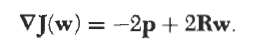 ∇J(w) = −2p + 2Rw.